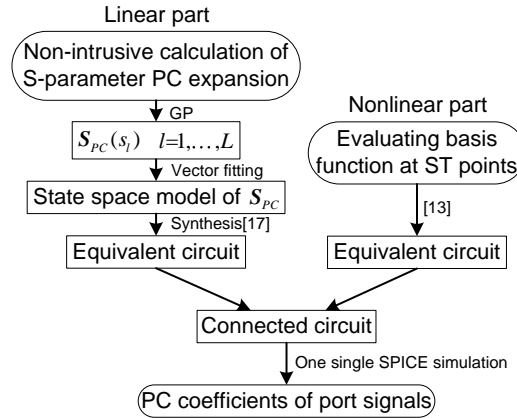 Linear part
Non-intrusive calculation of
S-parameter PC expansion
GP
S_PC(s_l) l=1,…,L
Vector fitting
State space model of S_PC
Synthesis[17]
Equivalent circuit
Nonlinear part
Evaluating basis
function at ST points
[13]
Equivalent circuit
Connected circuit
One single SPICE simulation
PC coefficients of port signals